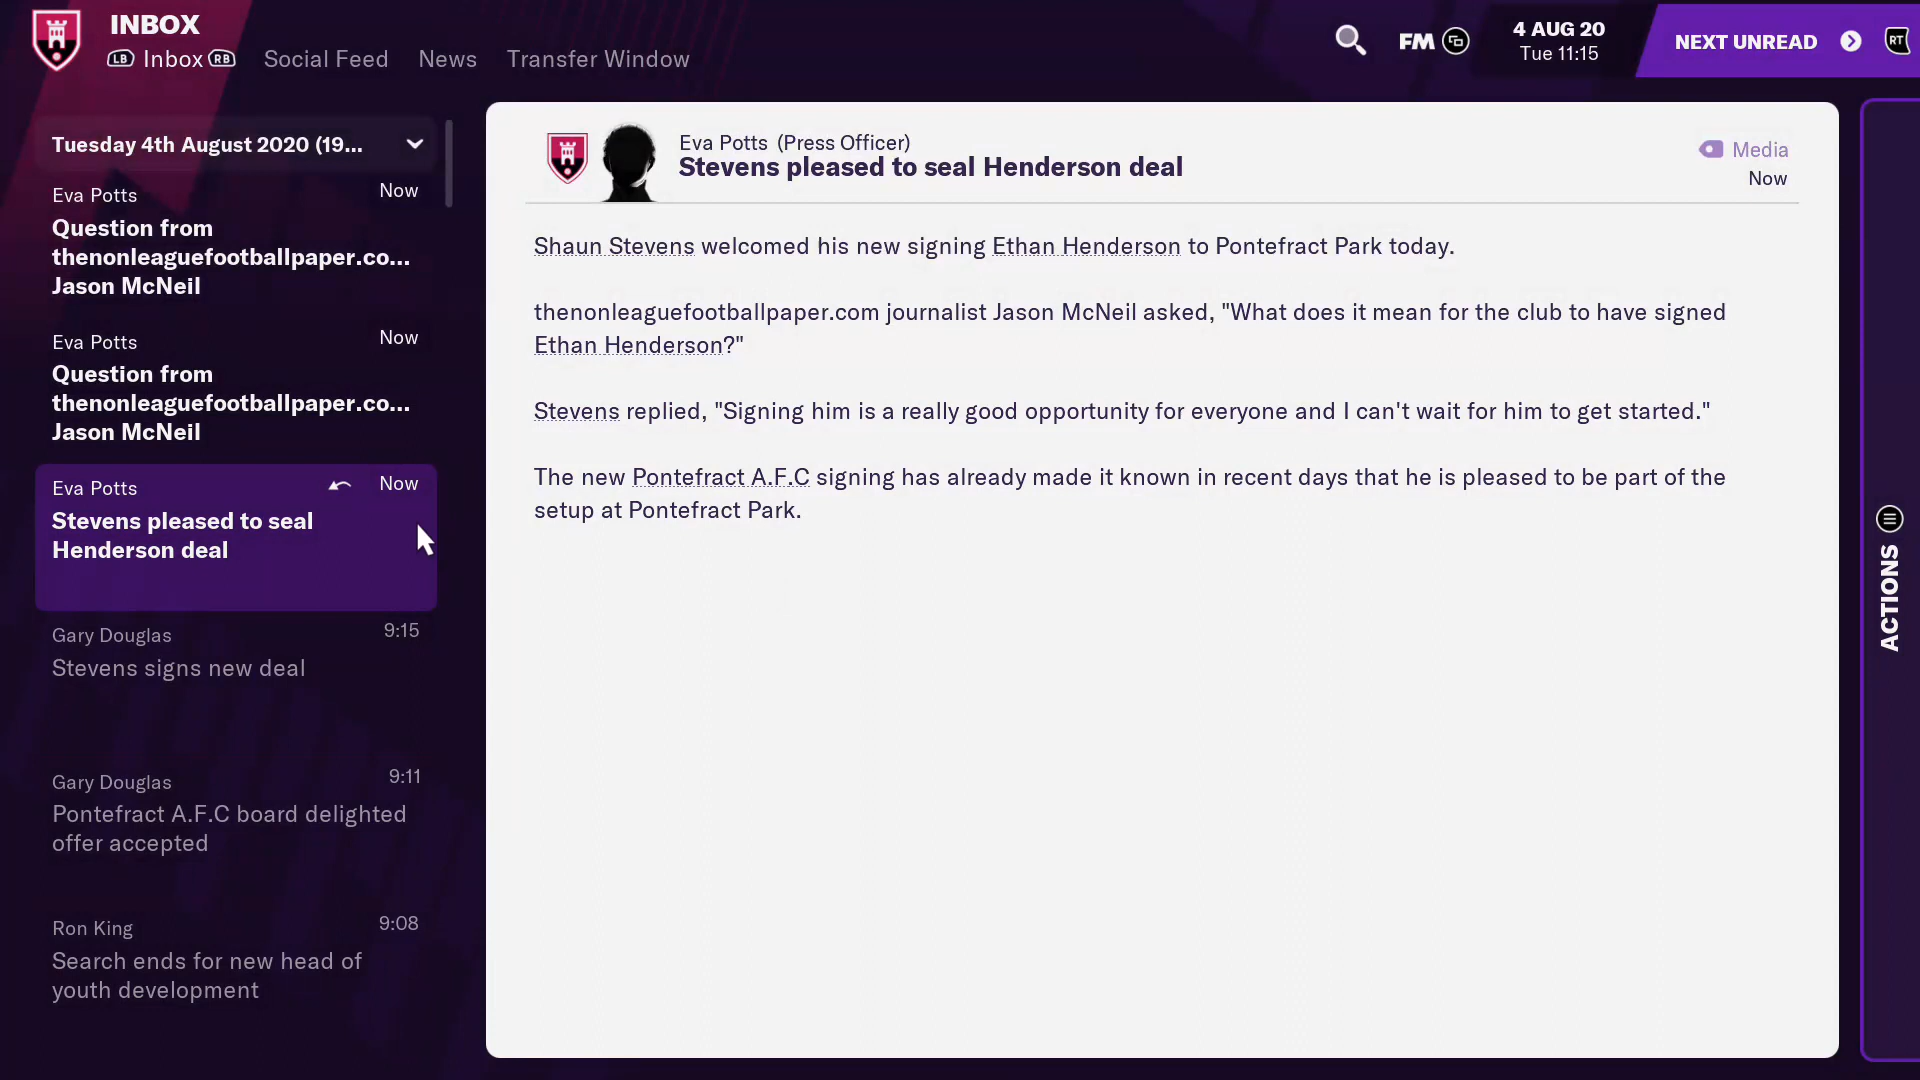 INBOX
LB Inbox RB
Social Feed
News
Transfer Window
FM
4 AUG 20
Tue 11:15
NEXT UNREAD
RT
Tuesday 4th August 2020 (19...
Eva Potts
Now
Question from
thenonleaguefootballpaper.co...
Jason McNeil
Eva Potts
Now
Question from
thenonleaguefootballpaper.co...
Jason McNeil
Eva Potts
Now
Stevens pleased to seal
Henderson deal
Gary Douglas
9:15
Stevens signs new deal
Gary Douglas
9:11
Pontefract A.F.C board delighted
offer accepted
Ron King
9:08
Search ends for new head of
youth development
Eva Potts (Press Officer)
Stevens pleased to seal Henderson deal
Media
Now
Shaun Stevens welcomed his new signing Ethan Henderson to Pontefract Park today.
thenonleaguefootballpaper.com journalist Jason McNeil asked, "What does it mean for the club to have signed
Ethan Henderson?"
Stevens replied, "Signing him is a really good opportunity for everyone and I can't wait for him to get started."
The new Pontefract A.F.C signing has already made it known in recent days that he is pleased to be part of the
setup at Pontefract Park.
ACTIONS